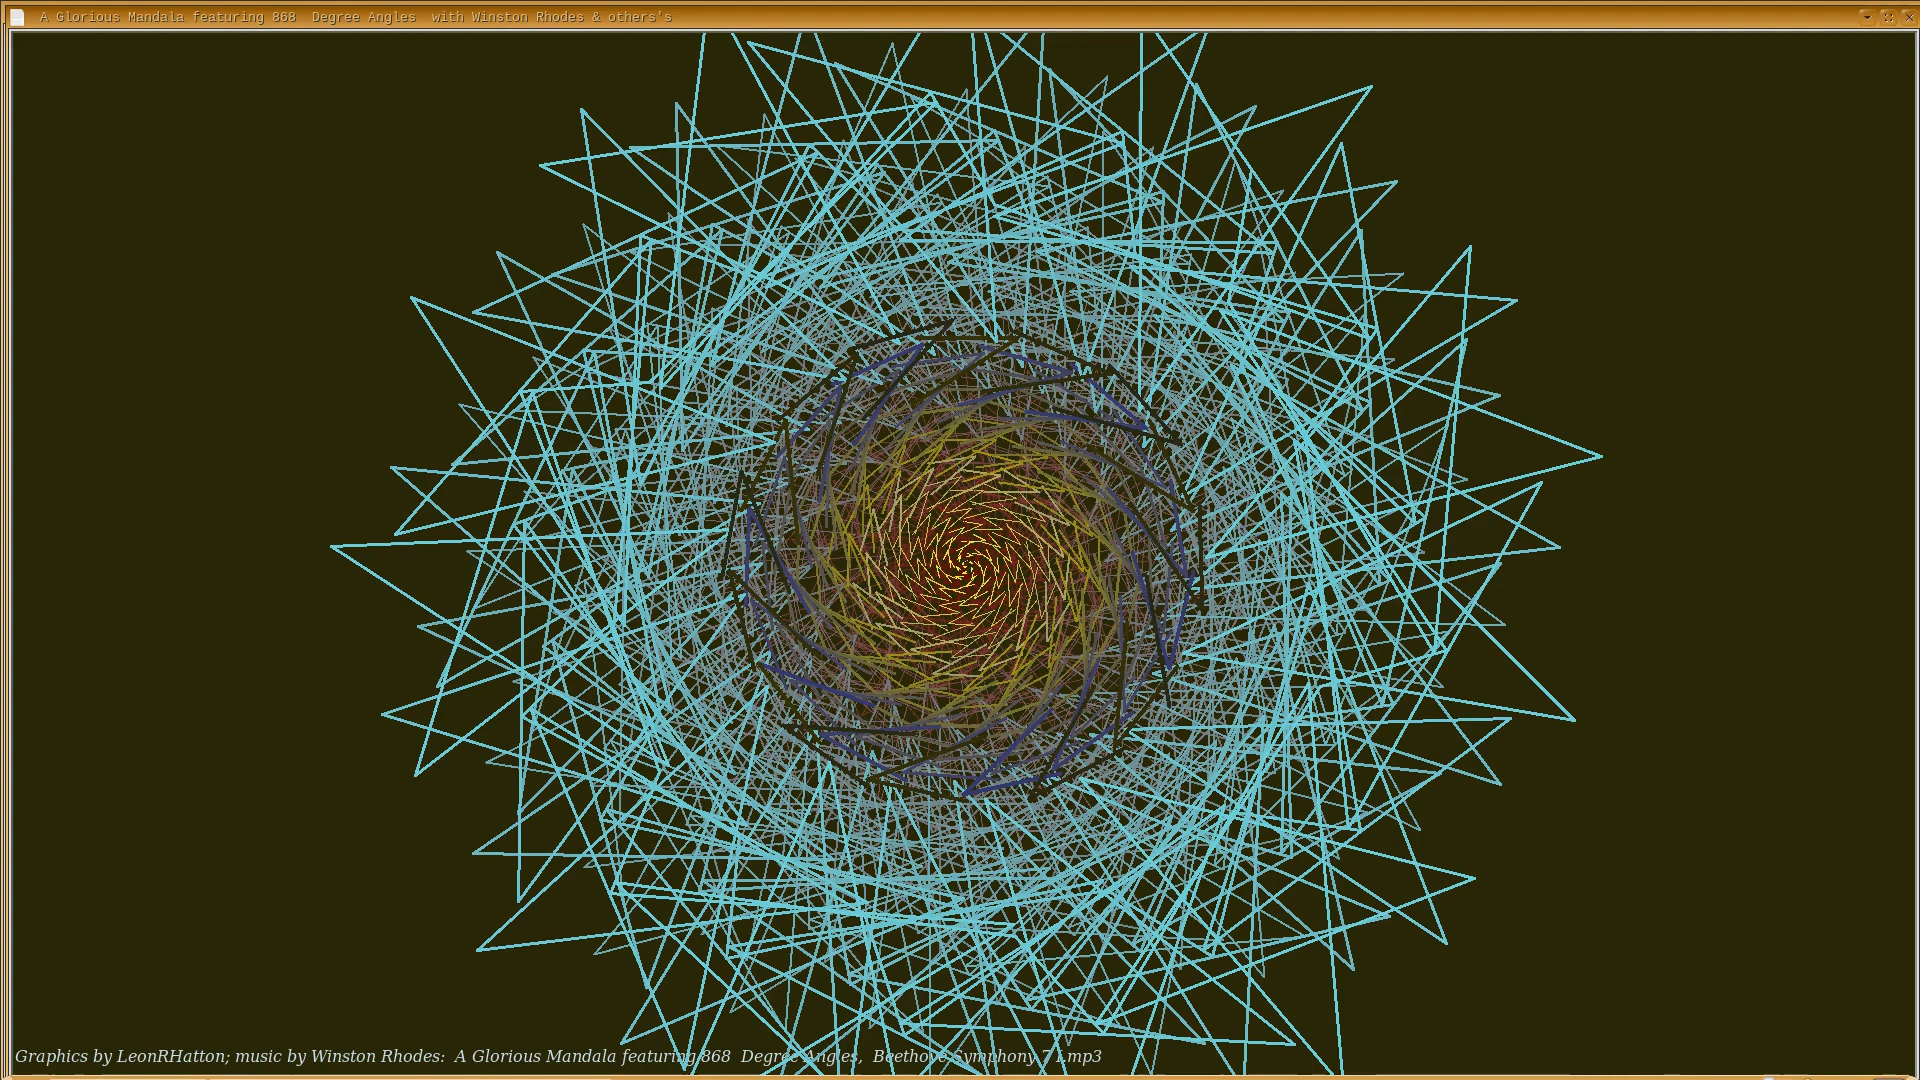 A Glorious Mandala featuring 868  Degree Angles  with Winston Rhodes & others's
Graphics by LeonRHatton; music by Winston Rhodes:  A Glorious Mandala featuring 868  Degree Angles,  Beethove Symphony 7 1.mp3